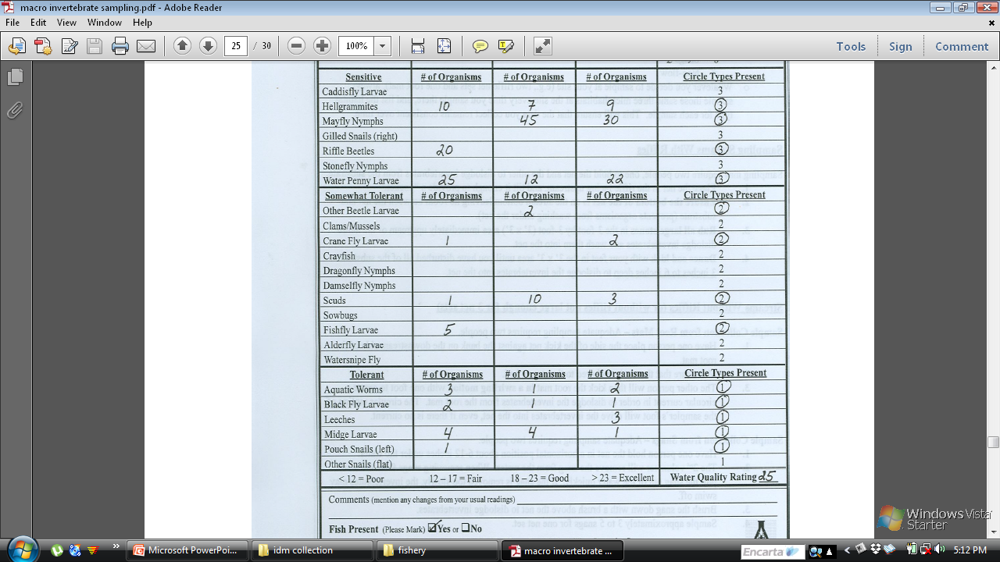 macro invertebrate sampling.pdf - Adobe Reader
File Edit View Window Help
25 / 30 100% Tools Sign Comment
Sensitive # of Organisms # of Organisms # of Organisms Circle Types Present
Caddisfly Larvae 3
Hellgrammites 10 7 9 3
Mayfly Nymphs 45 30 3
Gilled Snails (right) 3
Riffle Beetles 20 3
Stonefly Nymphs 3
Water Penny Larvae 25 12 22 3
Somewhat Tolerant # of Organisms # of Organisms # of Organisms Circle Types Present
Other Beetle Larvae 2 2
Clams/Mussels 2
Crane Fly Larvae 1 2 2
Crayfish 2
Dragonfly Nymphs 2
Damselfly Nymphs 2
Scuds 1 10 3 2
Sowbugs 2
Fishfly Larvae 5 2
Alderfly Larvae 2
Watersnipe Fly 2
Tolerant # of Organisms # of Organisms # of Organisms Circle Types Present
Aquatic Worms 3 1 2 1
Black Fly Larvae 2 1 1 1
Leeches 3 1
Midge Larvae 4 4 1 1
Pouch Snails (left) 1 1
Other Snails (flat) 1
< 12 = Poor 12 – 17 = Fair 18 – 23 = Good > 23 = Excellent Water Quality Rating 25
Comments (mention any changes from your usual readings)
Fish Present (Please Mark) Yes or No
Windows Vista
Starter
Microsoft PowerPoi... idm collection fishery macro invertebrate ... Encarta 5:12 PM